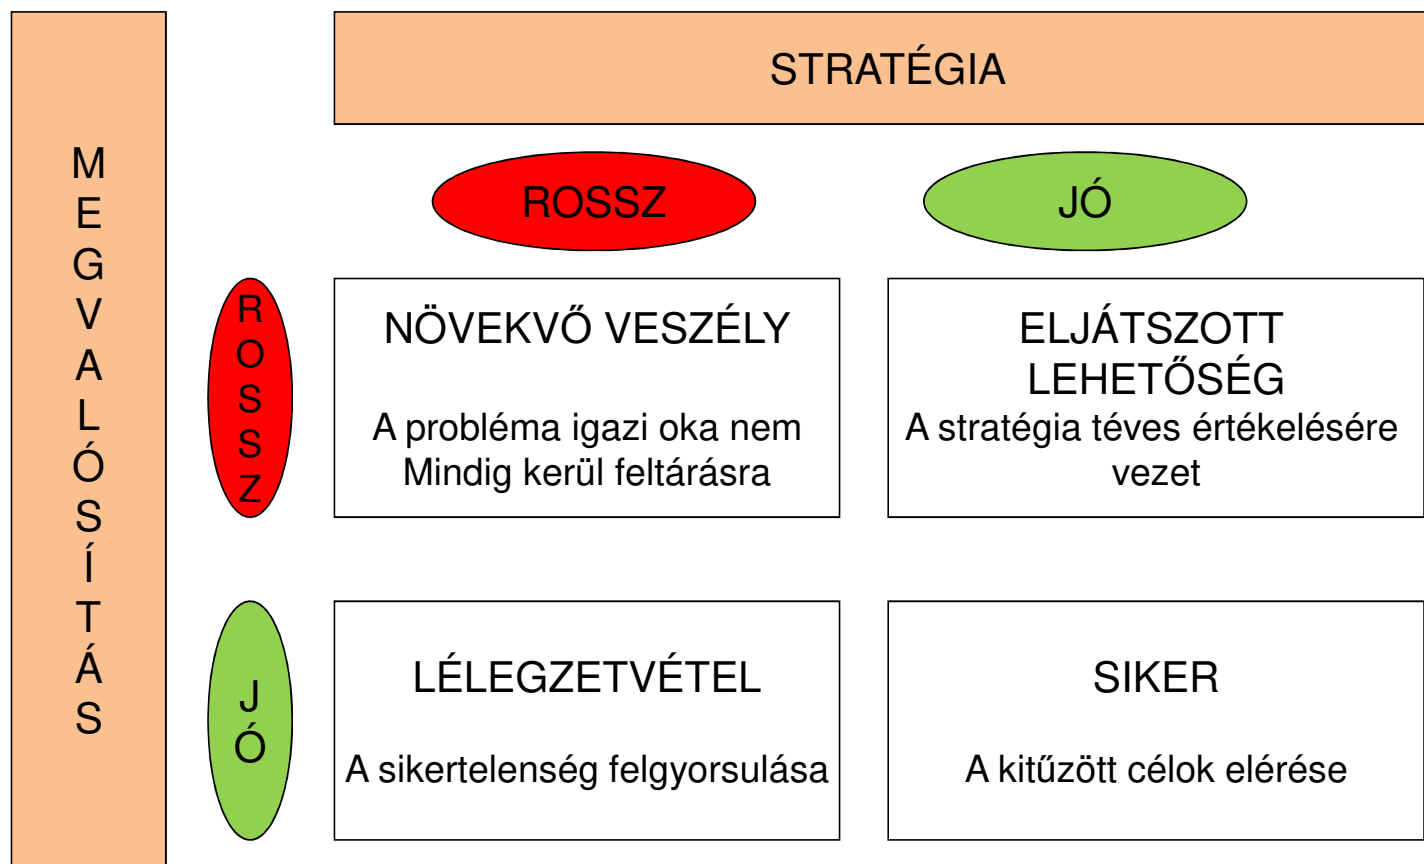 STRATÉGIA
MEGVALÓSÍTÁS
ROSSZ
JÓ
ROSSZ
NÖVEKVŐ VESZÉLY
A probléma igazi oka nem
Mindig kerül feltárásra
ELJÁTSZOTT
LEHETŐSÉG
A stratégia téves értékelésére
vezet
JÓ
LÉLEGZETVÉTEL
A sikertelenség felgyorsulása
SIKER
A kitűzött célok elérése